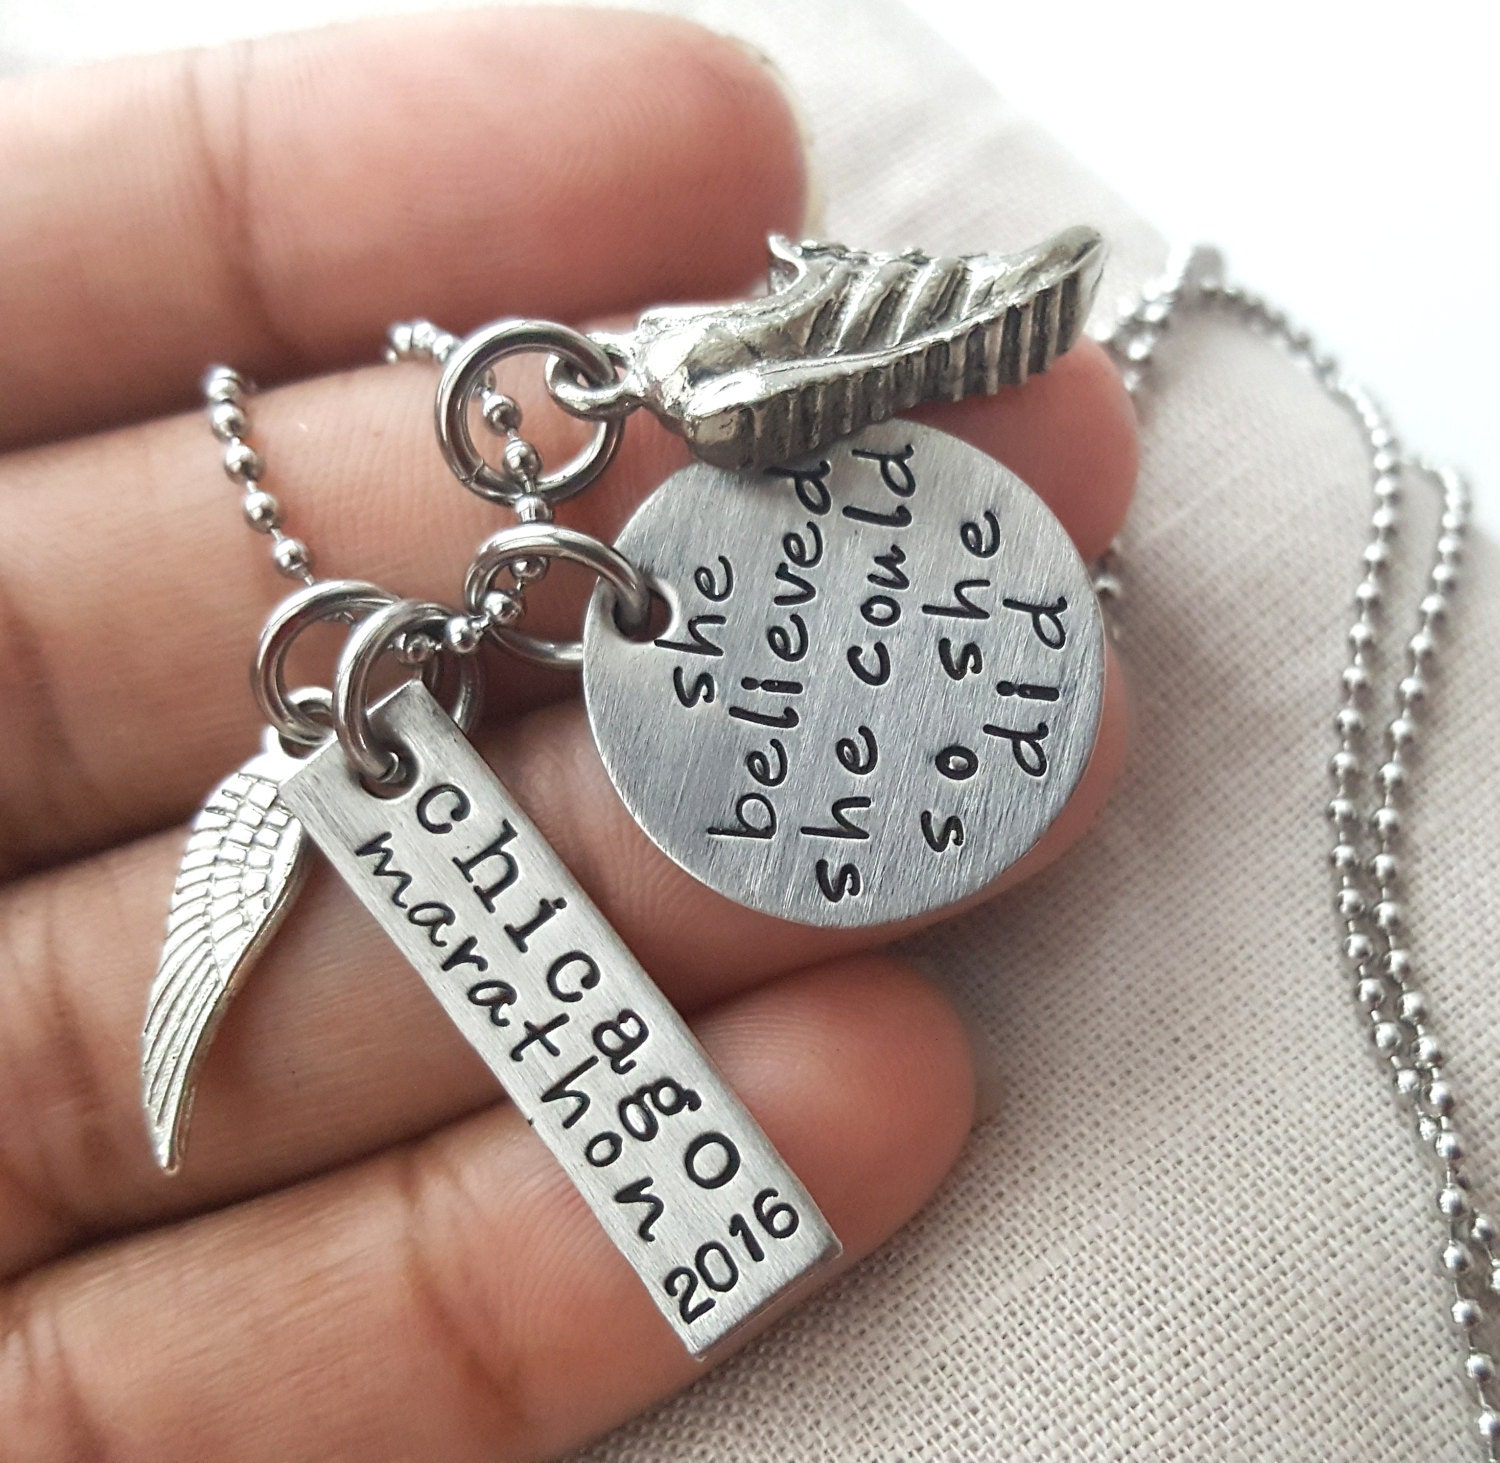 she
believed
she could
so she
did
chicago
marathon
2016